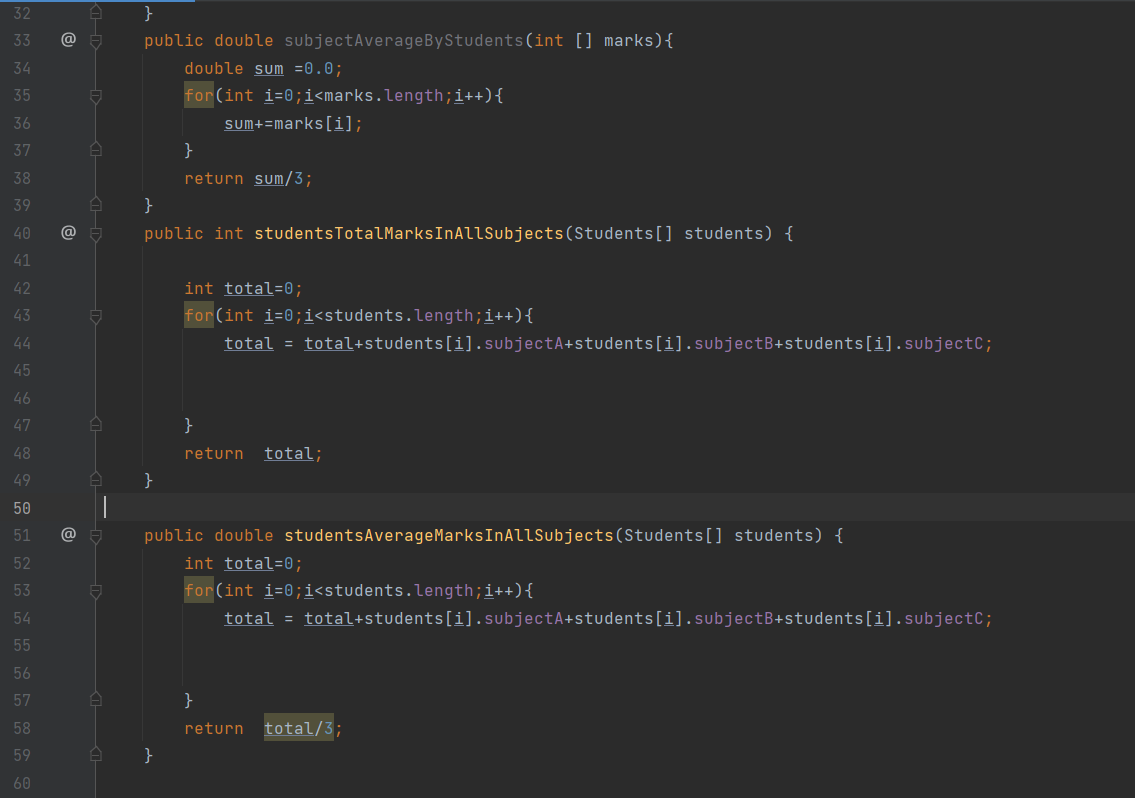 32 }
33 @ public double subjectAverageByStudents(int [] marks){
34 double sum =0.0;
35 for(int i=0;i<marks.length;i++){
36 sum+=marks[i];
37 }
38 return sum/3;
39 }
40 @ public int studentsTotalMarksInAllSubjects(Students[] students) {
41
42 int total=0;
43 for(int i=0;i<students.length;i++){
44 total = total+students[i].subjectA+students[i].subjectB+students[i].subjectC;
45
46
47 }
48 return  total;
49 }
50
51 @ public double studentsAverageMarksInAllSubjects(Students[] students) {
52 int total=0;
53 for(int i=0;i<students.length;i++){
54 total = total+students[i].subjectA+students[i].subjectB+students[i].subjectC;
55
56
57 }
58 return  total/3;
59 }
60